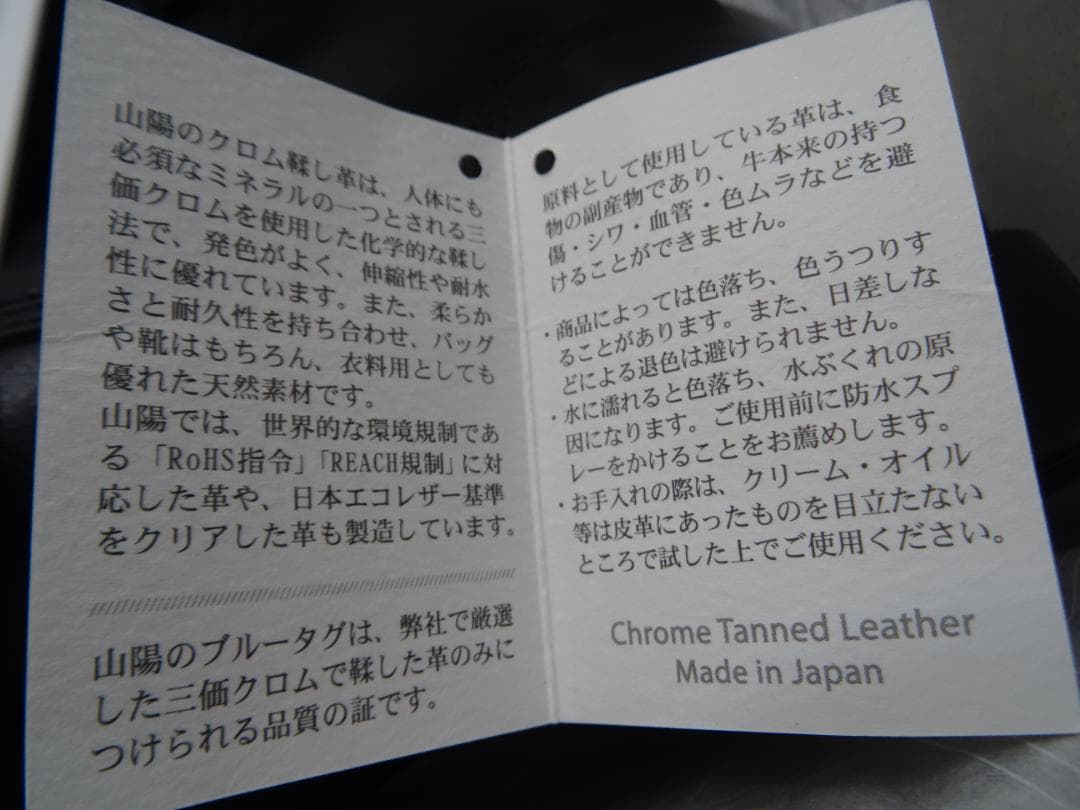 山陽のクロム鞣し革は、人体にも
必須なミネラルの一つとされる三
価クロムを使用した化学的な鞣し
法で、発色がよく、伸縮性や耐水
性に優れています。また、柔らか
さと耐久性を持ち合わせ、バッグ
や靴はもちろん、衣料用としても
優れた天然素材です。
山陽では、世界的な環境規制であ
る「RoHS指令」「REACH規制」に対
応した革や、日本エコレザー基準
をクリアした革も製造しています。
山陽のブルータグは、弊社で厳選
した三価クロムで鞣した革のみに
つけられる品質の証です。
原料として使用している革は、食
物の副産物であり、牛本来の持つ
傷・シワ・血管・色ムラなどを避
けることができません。
・商品によっては色落ち、色うつりす
ることがあります。また、日差しな
どによる退色は避けられません。
・水に濡れると色落ち、水ぶくれの原
因になります。ご使用前に防水スプ
レーをかけることをお薦めします。
・お手入れの際は、クリーム・オイル
等は皮革にあったものを目立たない
ところで試した上でご使用ください。
Chrome Tanned Leather
Made in Japan